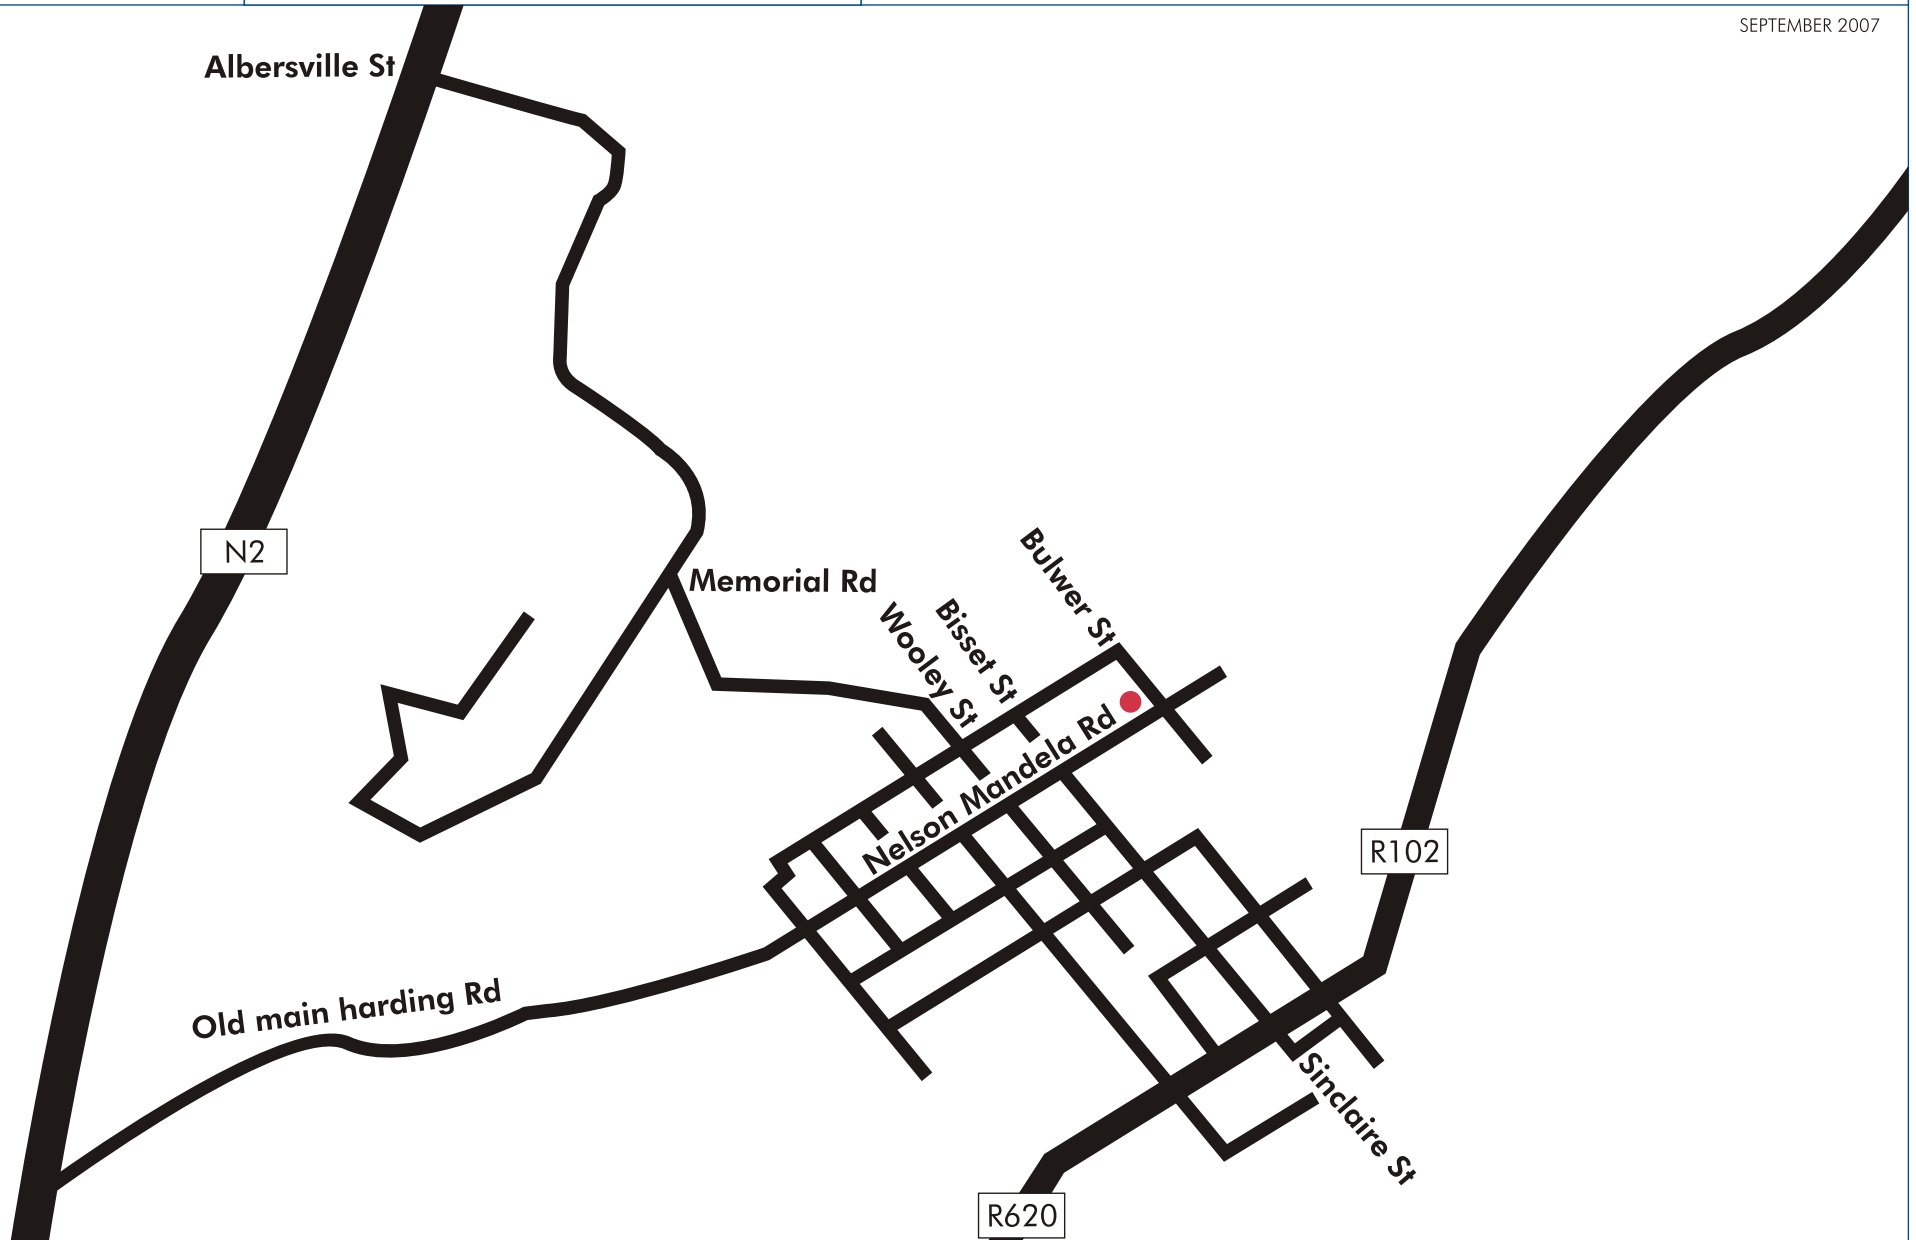 SEPTEMBER 2007
Albersville St
N2
Memorial Rd
Bulwer St
Bisset St
Wooley St
Nelson Mandela Rd
R102
Old main harding Rd
Sinclaire St
R620